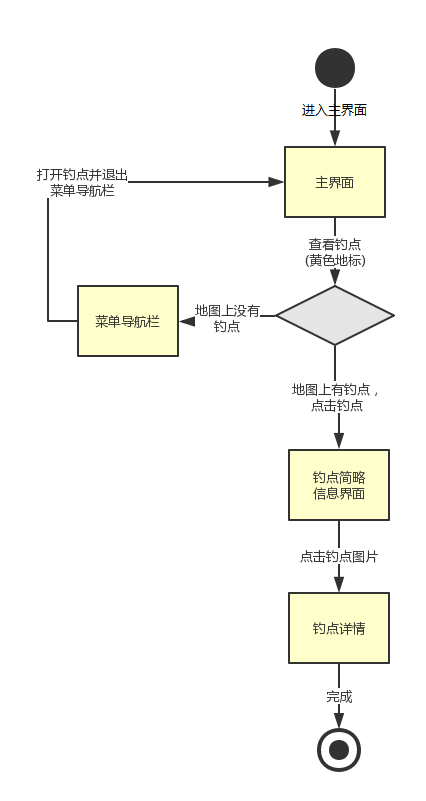 进入主界面
打开钓点并退出
菜单导航栏
主界面
查看钓点
(黄色地标)
菜单导航栏
地图上没有
钓点
地图上有钓点，
点击钓点
钓点简略
信息界面
点击钓点图片
钓点详情
完成